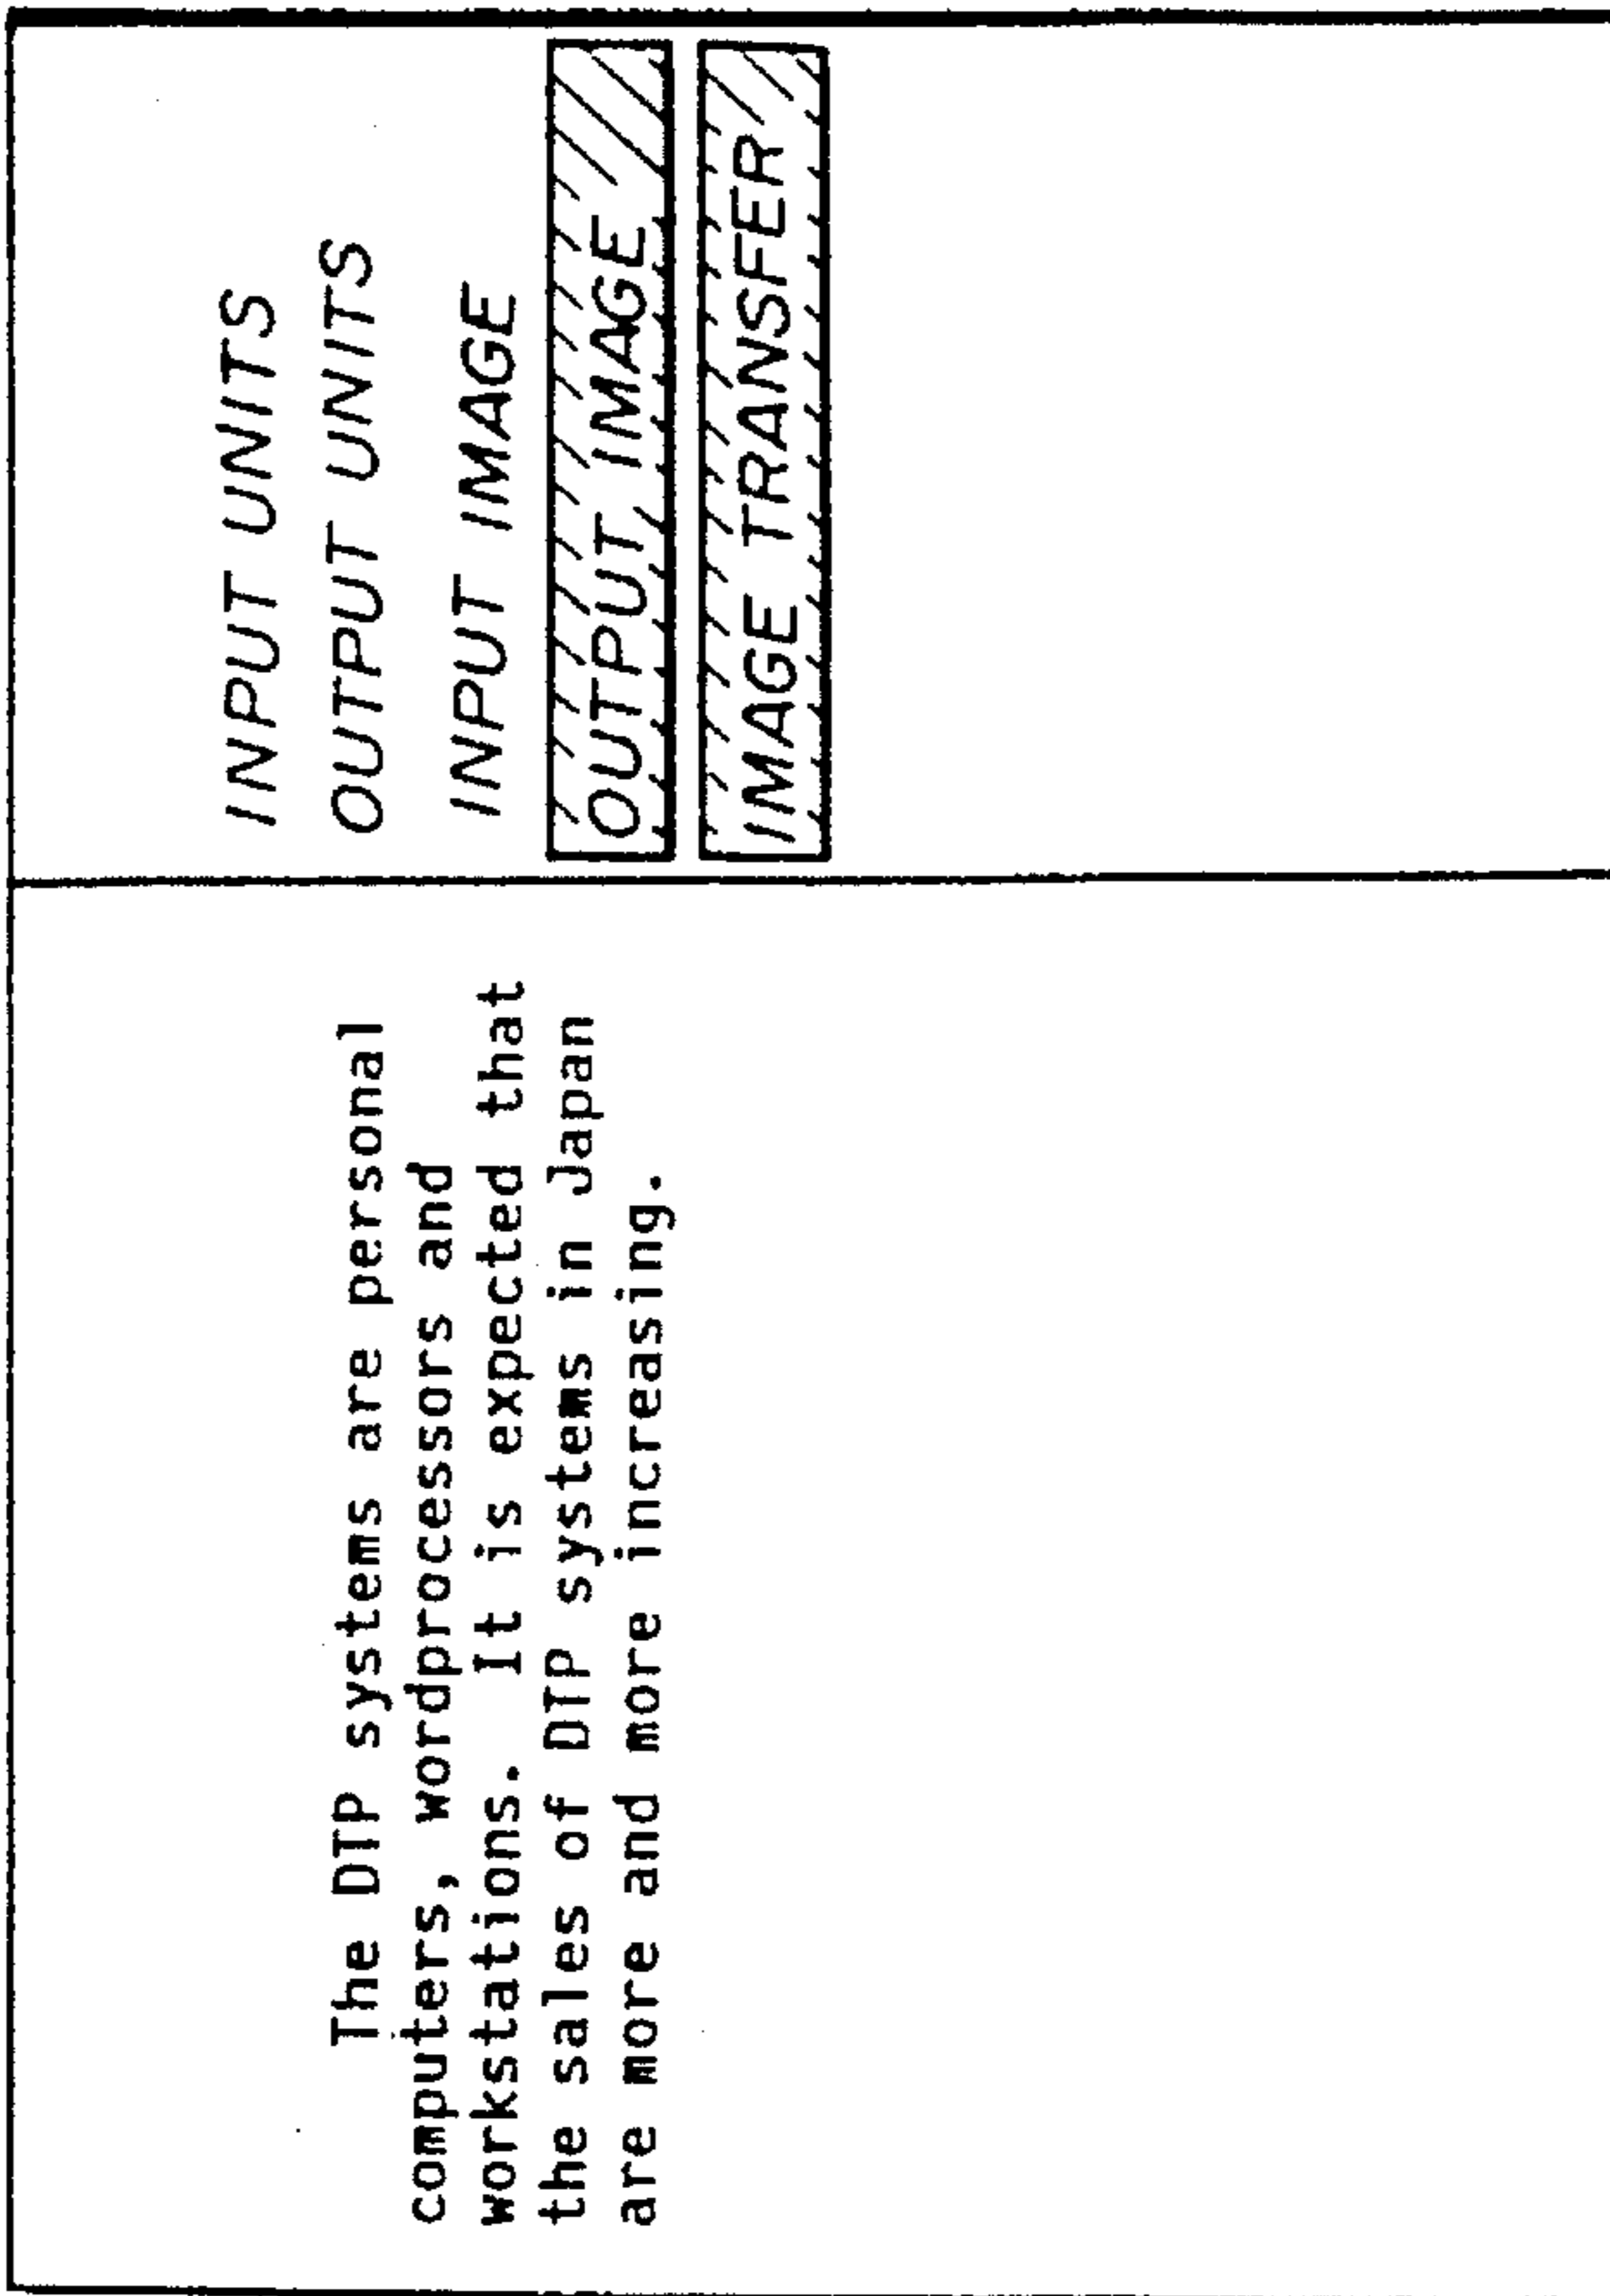 The DTP systems are personal
computers, wordprocessors and
workstations. It is expected that
the sales of DTP systems in Japan
are more and more increasing.
INPUT UNITS
OUTPUT UNITS
INPUT IMAGE
OUTPUT IMAGE
IMAGE TRANSFER